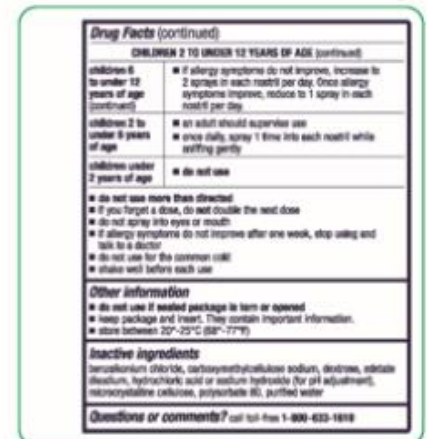 Drug Facts (continued)
CHILDREN 2 TO UNDER 12 YEARS OF AGE (continued)
children 6
to under 12
years of age
(continued)
■ if allergy symptoms do not improve, increase to
2 sprays in each nostril per day. Once allergy
symptoms improve, reduce to 1 spray in each
nostril per day.
children 2 to
under 6 years
of age
■ an adult should supervise use
■ once daily, spray 1 time into each nostril while
sniffing gently
children under
2 years of age
■ do not use
■ do not use more than directed
■ if you forget a dose, do not double the next dose
■ do not spray into eyes or mouth
■ if allergy symptoms do not improve after one week, stop using and
talk to a doctor
■ do not use for the common cold
■ shake well before each use
Other information
■ do not use if sealed package is torn or opened
■ keep package and insert. They contain important information.
■ store between 20°-25°C (68°-77°F)
Inactive ingredients
benzalkonium chloride, carboxymethylcellulose sodium, dextrose, edetate
disodium, hydrochloric acid or sodium hydroxide (for pH adjustment),
microcrystalline cellulose, polysorbate 80, purified water
Questions or comments? call toll-free 1-800-633-1610